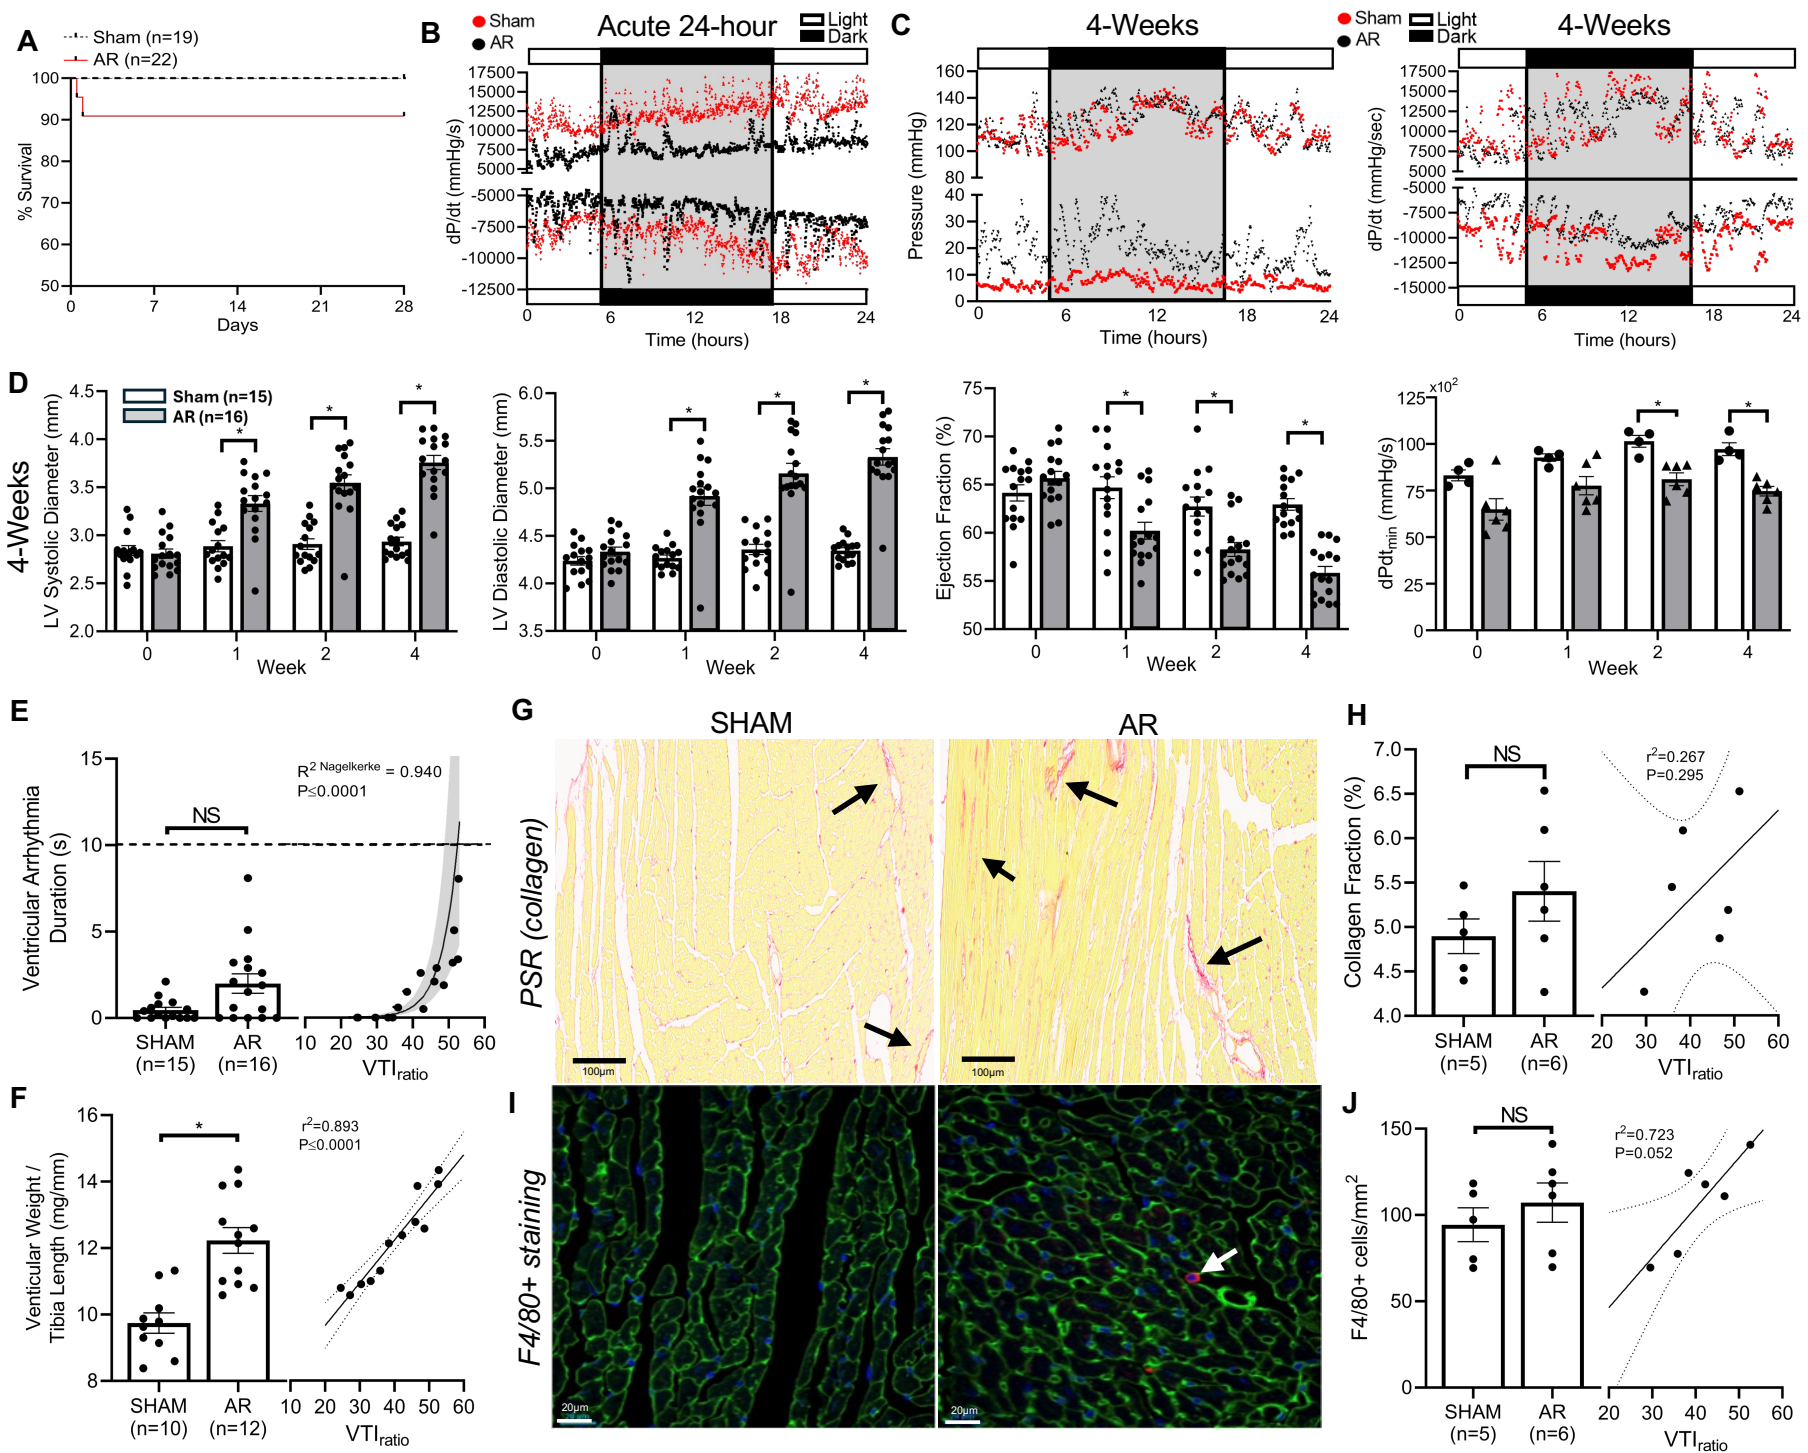 A
Sham (n=19)
AR (n=22)
100
90
80
70
60
50
% Survival
0 7 14 21 28
Days
B
Sham
AR
Acute 24-hour
Light
Dark
17500
15000
12500
10000
7500
5000
-5000
-7500
-10000
-12500
dP/dt (mmHg/s)
0 6 12 18 24
Time (hours)
C
4-Weeks
160
140
120
100
80
40
30
20
10
0
Pressure (mmHg)
0 6 12 18 24
Time (hours)
Sham
AR
Light
Dark
4-Weeks
17500
15000
12500
10000
7500
5000
-5000
-7500
-10000
-12500
-15000
dP/dt (mmHg/sec)
0 6 12 18 24
Time (hours)
D
4-Weeks
Sham (n=15)
AR (n=16)
4.5
4.0
3.5
3.0
2.5
2.0
LV Systolic Diameter (mm)
* * *
0 1 2 4
Week
6.0
5.5
5.0
4.5
4.0
3.5
LV Diastolic Diameter (mm)
* * *
0 1 2 4
Week
75
70
65
60
55
50
Ejection Fraction (%)
* * *
0 1 2 4
Week
x10²
125
100
75
50
25
0
dPdtmin (mmHg/s)
* *
0 1 2 4
Week
E
15
10
5
0
Ventricular Arrhythmia
Duration (s)
NS
SHAM
(n=15)
AR
(n=16)
R² Nagelkerke = 0.940
P≤0.0001
10 20 30 40 50 60
VTIratio
F
16
14
12
10
8
Venticular Weight /
Tibia Length (mg/mm)
*
SHAM
(n=10)
AR
(n=12)
r²=0.893
P≤0.0001
10 20 30 40 50 60
VTIratio
G
SHAM
AR
PSR (collagen)
100µm
100µm
H
7.0
6.5
6.0
5.5
5.0
4.5
4.0
Collagen Fraction (%)
NS
SHAM
(n=5)
AR
(n=6)
r²=0.267
P=0.295
20 30 40 50 60
VTIratio
I
F4/80+ staining
20µm
20µm
J
150
100
50
0
F4/80+ cells/mm²
NS
SHAM
(n=5)
AR
(n=6)
r²=0.723
P=0.052
20 30 40 50 60
VTIratio